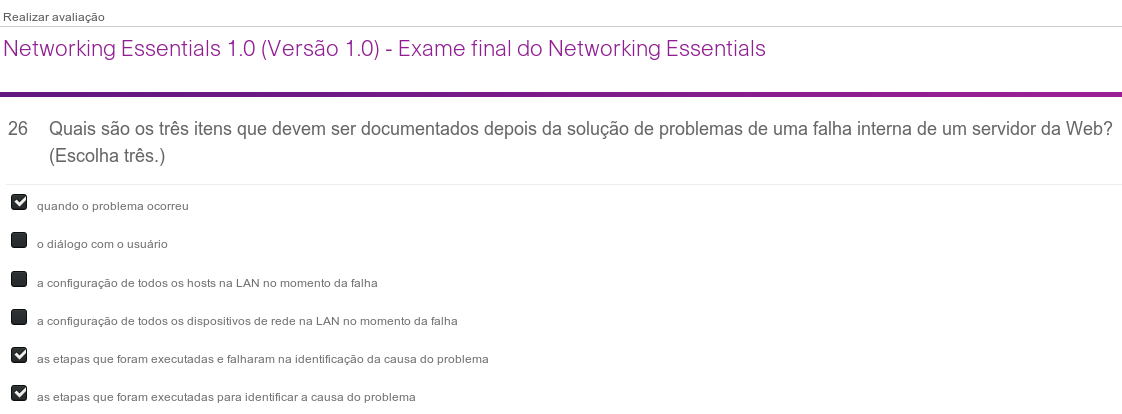 Realizar avaliação
Networking Essentials 1.0 (Versão 1.0) - Exame final do Networking Essentials
26 Quais são os três itens que devem ser documentados depois da solução de problemas de uma falha interna de um servidor da Web?
(Escolha três.)
quando o problema ocorreu
o diálogo com o usuário
a configuração de todos os hosts na LAN no momento da falha
a configuração de todos os dispositivos de rede na LAN no momento da falha
as etapas que foram executadas e falharam na identificação da causa do problema
as etapas que foram executadas para identificar a causa do problema